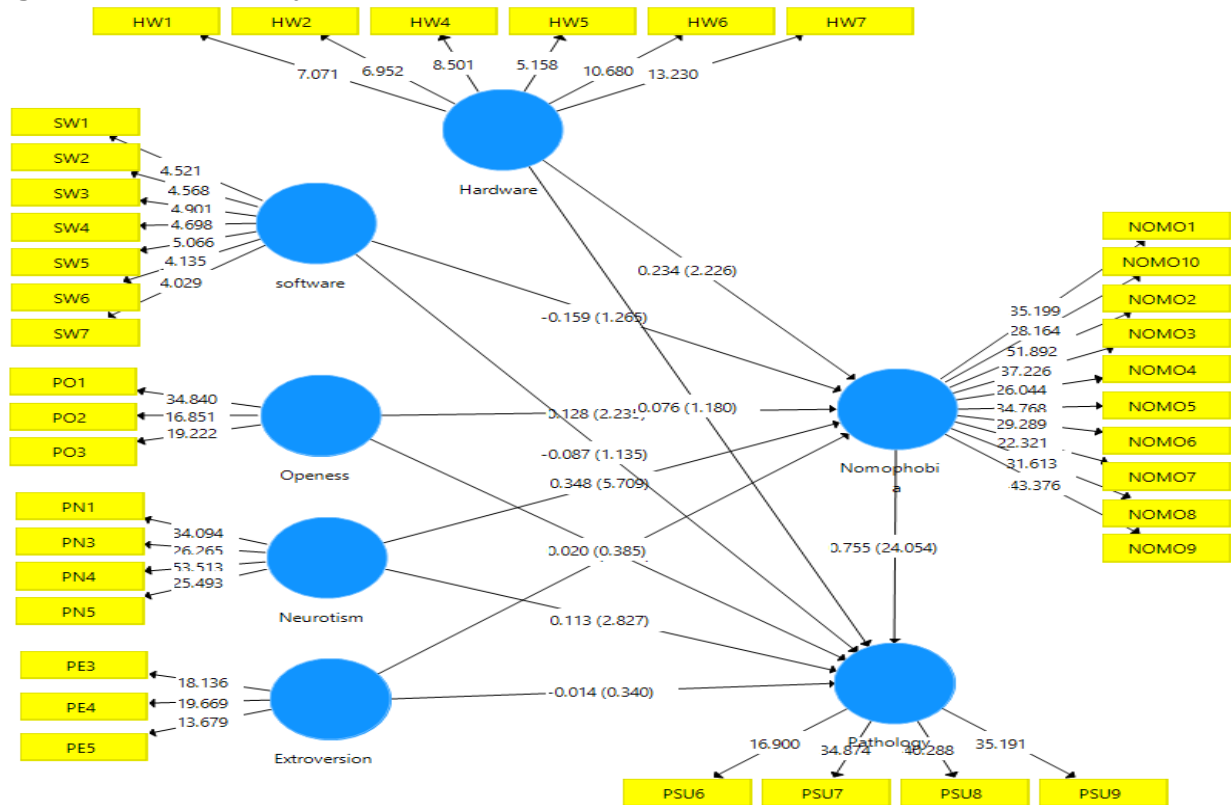 HW1 HW2 HW4 HW5 HW6 HW7
7.071 6.952 8.501 5.158 10.680 13.230
Hardware
SW1
SW2
SW3
SW4
SW5
SW6
SW7
4.521
4.568
4.901
4.698
5.066
4.135
4.029
software
PO1
PO2
PO3
34.840
16.851
19.222
Openess
PN1
PN3
PN4
PN5
34.094
26.265
53.513
25.493
Neurotism
PE3
PE4
PE5
18.136
19.669
13.679
Extroversion
0.234 (2.226)
-0.159 (1.265)
0.076 (1.180)
-0.087 (1.135)
0.348 (5.709)
0.020 (0.385)
0.113 (2.827)
-0.014 (0.340)
0.755 (24.054)
Nomophobi
a
35.199
28.164
51.892
37.226
26.044
34.768
29.289
22.321
31.613
43.376
NOMO1
NOMO10
NOMO2
NOMO3
NOMO4
NOMO5
NOMO6
NOMO7
NOMO8
NOMO9
Pathology
16.900 34.874 40.288 35.191
PSU6 PSU7 PSU8 PSU9